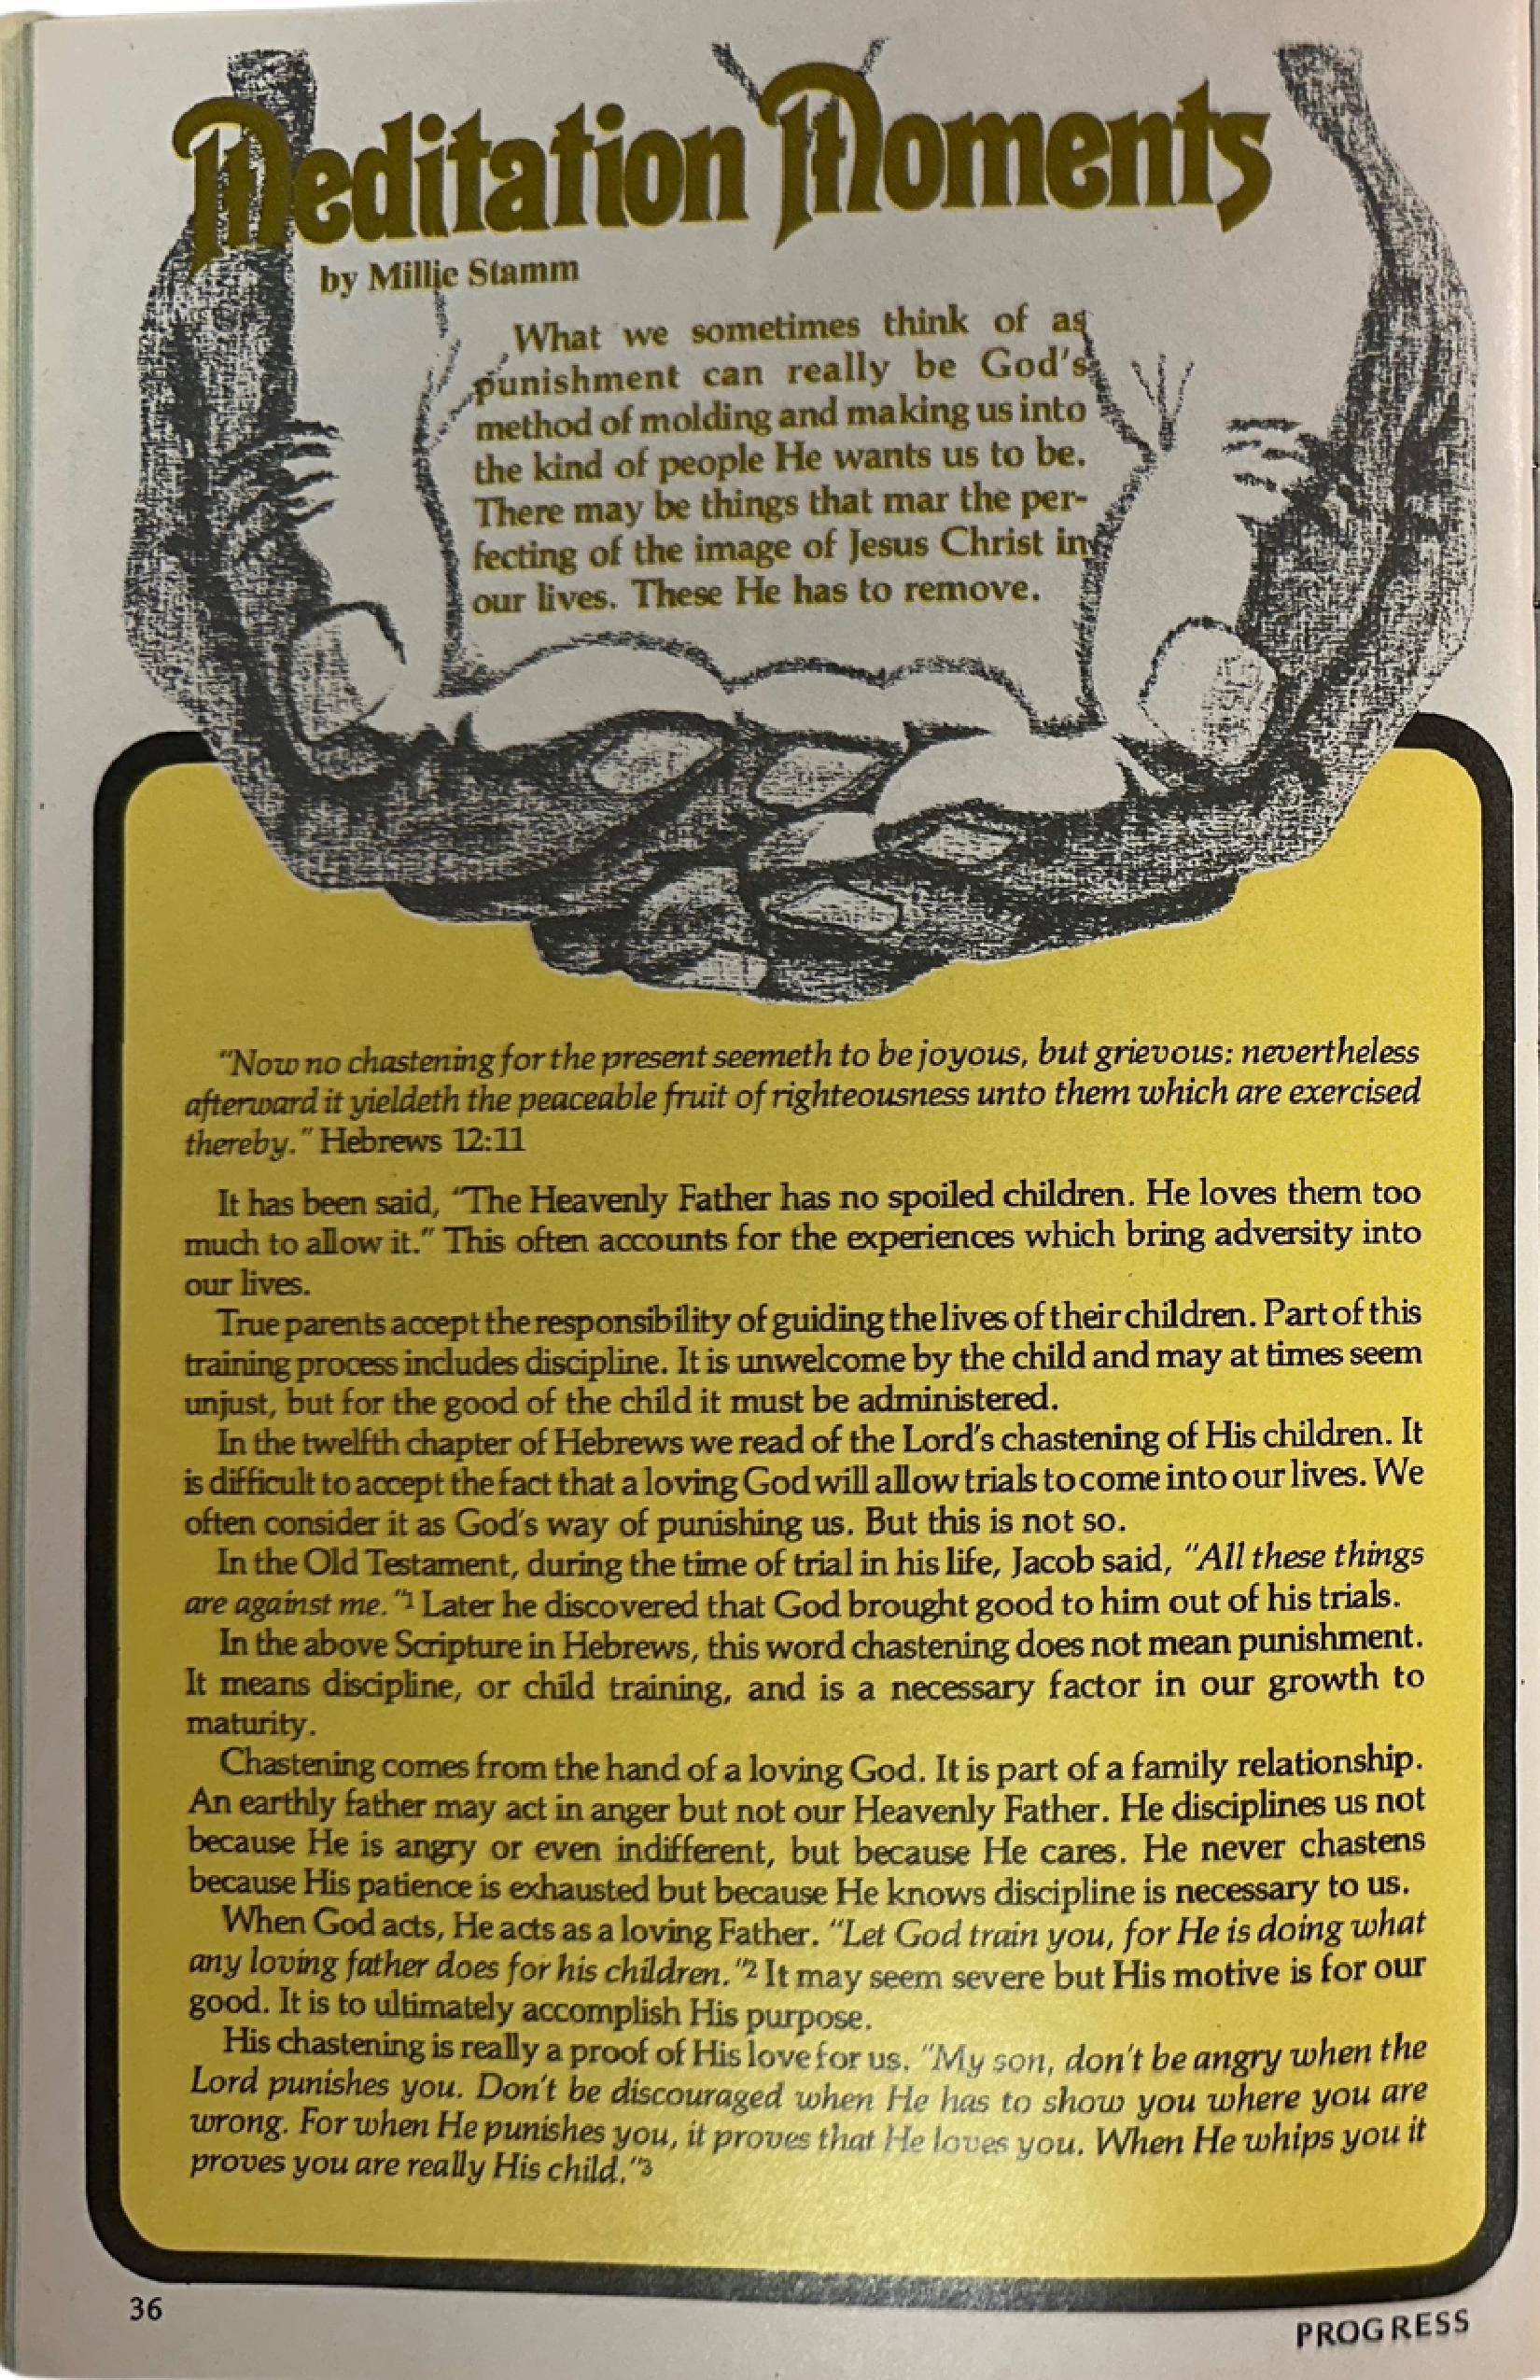 Meditation Moments
by Millie Stamm
What we sometimes think of as
punishment can really be God's
method of molding and making us into
the kind of people He wants us to be.
There may be things that mar the per-
fecting of the image of Jesus Christ in
our lives. These He has to remove.
"Now no chastening for the present seemeth to be joyous, but grievous: nevertheless
afterward it yieldeth the peaceable fruit of righteousness unto them which are exercised
thereby." Hebrews 12:11
It has been said, "The Heavenly Father has no spoiled children. He loves them too
much to allow it." This often accounts for the experiences which bring adversity into
our lives.
True parents accept the responsibility of guiding the lives of their children. Part of this
training process includes discipline. It is unwelcome by the child and may at times seem
unjust, but for the good of the child it must be administered.
In the twelfth chapter of Hebrews we read of the Lord's chastening of His children. It
is difficult to accept the fact that a loving God will allow trials to come into our lives. We
often consider it as God's way of punishing us. But this is not so.
In the Old Testament, during the time of trial in his life, Jacob said, "All these things
are against me."1 Later he discovered that God brought good to him out of his trials.
In the above Scripture in Hebrews, this word chastening does not mean punishment.
It means discipline, or child training, and is a necessary factor in our growth to
maturity.
Chastening comes from the hand of a loving God. It is part of a family relationship.
An earthly father may act in anger but not our Heavenly Father. He disciplines us not
because He is angry or even indifferent, but because He cares. He never chastens
because His patience is exhausted but because He knows discipline is necessary to us.
When God acts, He acts as a loving Father. "Let God train you, for He is doing what
any loving father does for his children."2 It may seem severe but His motive is for our
good. It is to ultimately accomplish His purpose.
His chastening is really a proof of His love for us. "My son, don't be angry when the
Lord punishes you. Don't be discouraged when He has to show you where you are
wrong. For when He punishes you, it proves that He loves you. When He whips you it
proves you are really His child."3
36
PROGRESS